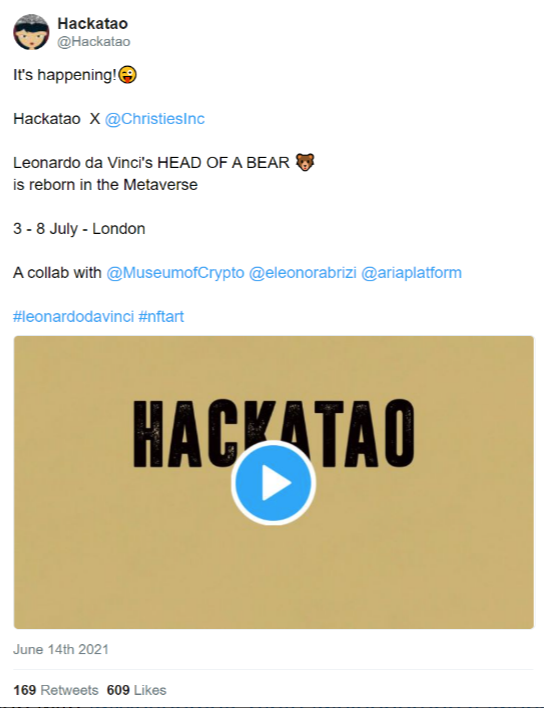 Hackatao
@Hackatao
It's happening!😜
Hackatao X @ChristiesInc
Leonardo da Vinci's HEAD OF A BEAR 🐻
is reborn in the Metaverse
3 - 8 July - London
A collab with @MuseumofCrypto @eleonorabrizi @ariaplatform
#leonardodavinci #nftart
HACKATAO
June 14th 2021
169 Retweets 609 Likes